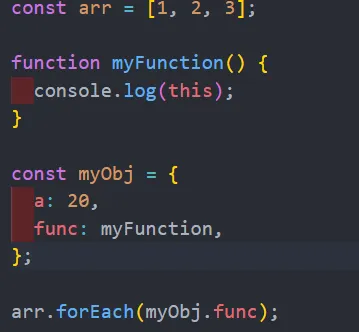 const arr = [1, 2, 3];
function myFunction() {
  console.log(this);
}
const myObj = {
  a: 20,
  func: myFunction,
};
arr.forEach(myObj.func);